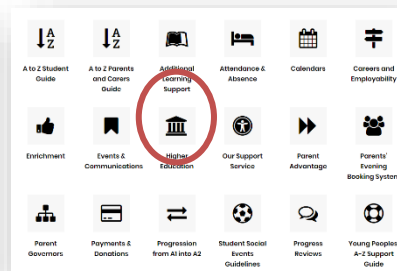 A to Z Student
Guide
A to Z Parents
and Carers
Guide
Additional
Learning
Support
Attendance &
Absence
Calendars
Careers and
Employability
Enrichment
Events &
Communications
Higher
Education
Our Support
Service
Parent
Advantage
Parents'
Evening
Booking System
Parent
Governors
Payments &
Donations
Progression
from A1 into A2
Student Social
Events
Guidelines
Progress
Reviews
Young Peoples
A-Z Support
Guide